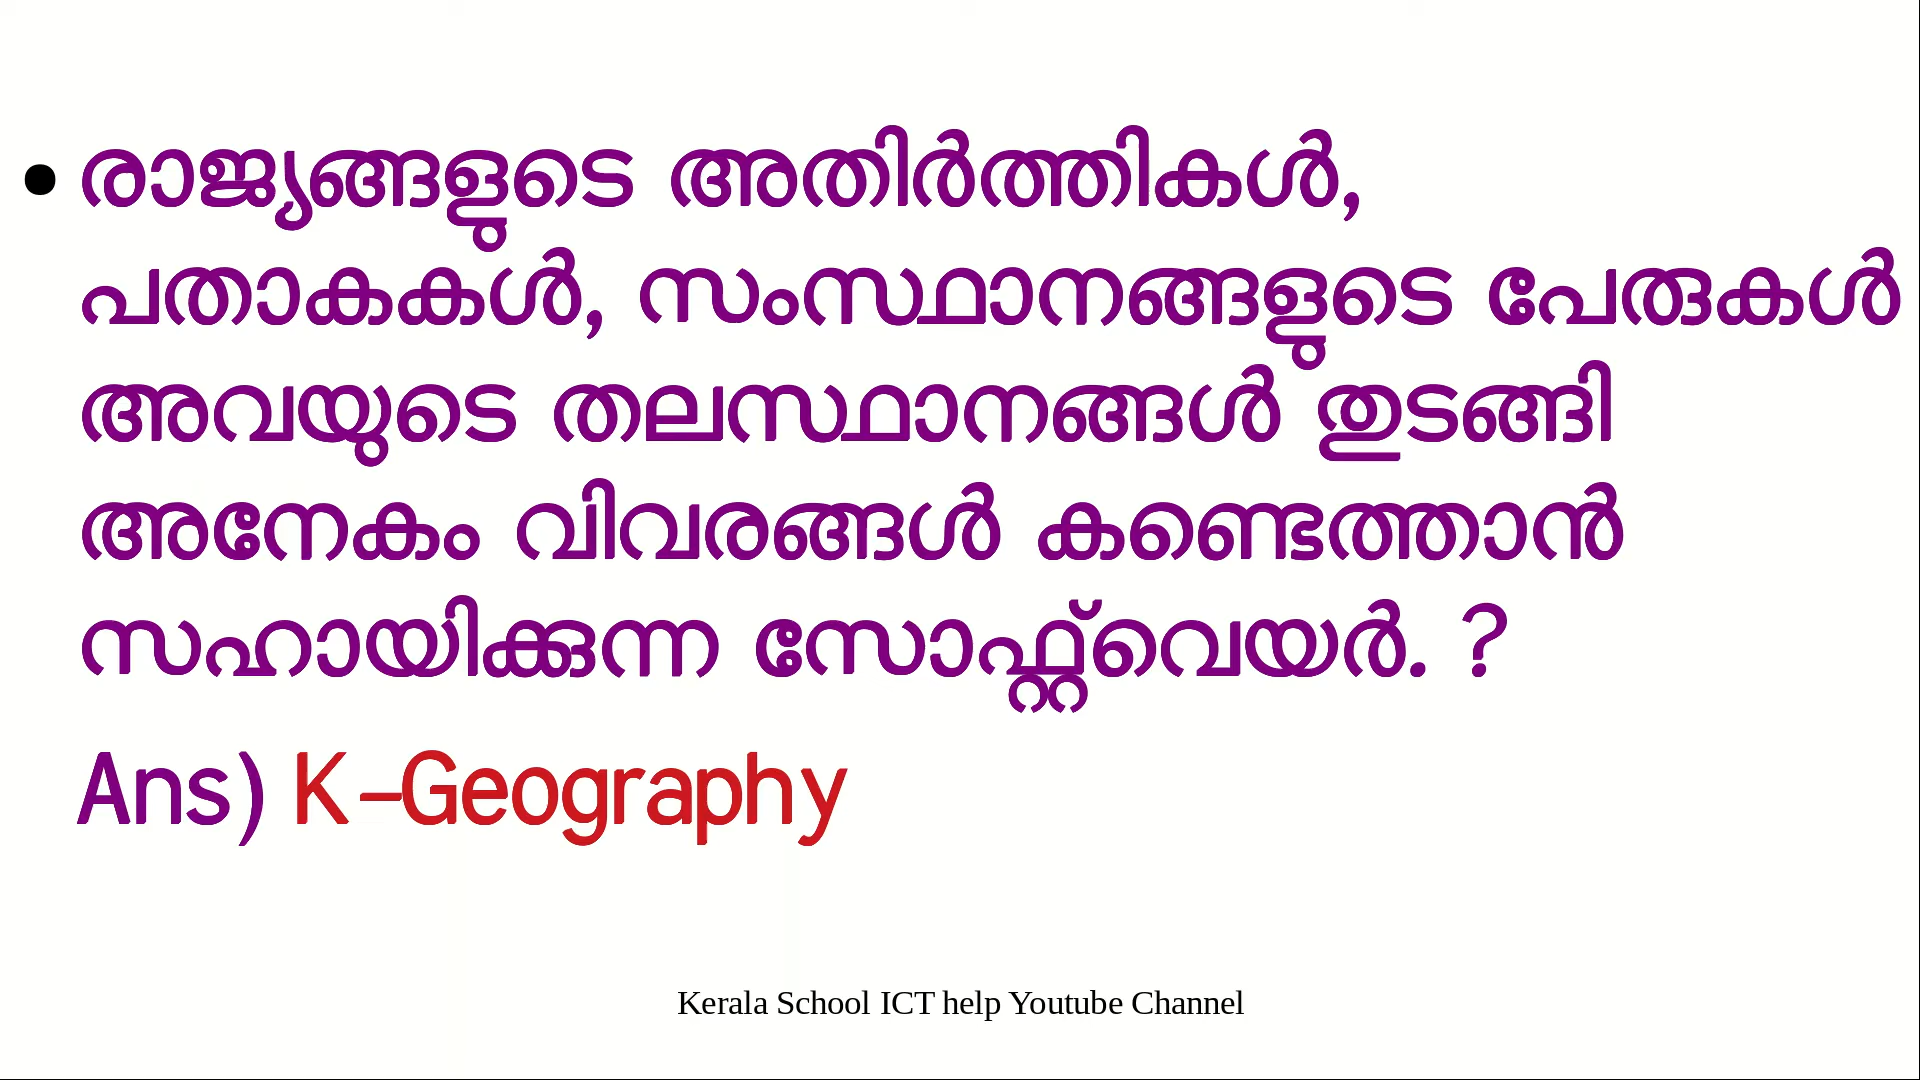 • രാജ്യങ്ങളുടെ അതിർത്തികൾ,
പതാകകൾ, സംസ്ഥാനങ്ങളുടെ പേരുകൾ
അവയുടെ തലസ്ഥാനങ്ങൾ തുടങ്ങി
അനേകം വിവരങ്ങൾ കണ്ടെത്താൻ
സഹായിക്കുന്ന സോഫ്റ്റ്‌വെയർ. ?
Ans) K-Geography
Kerala School ICT help Youtube Channel